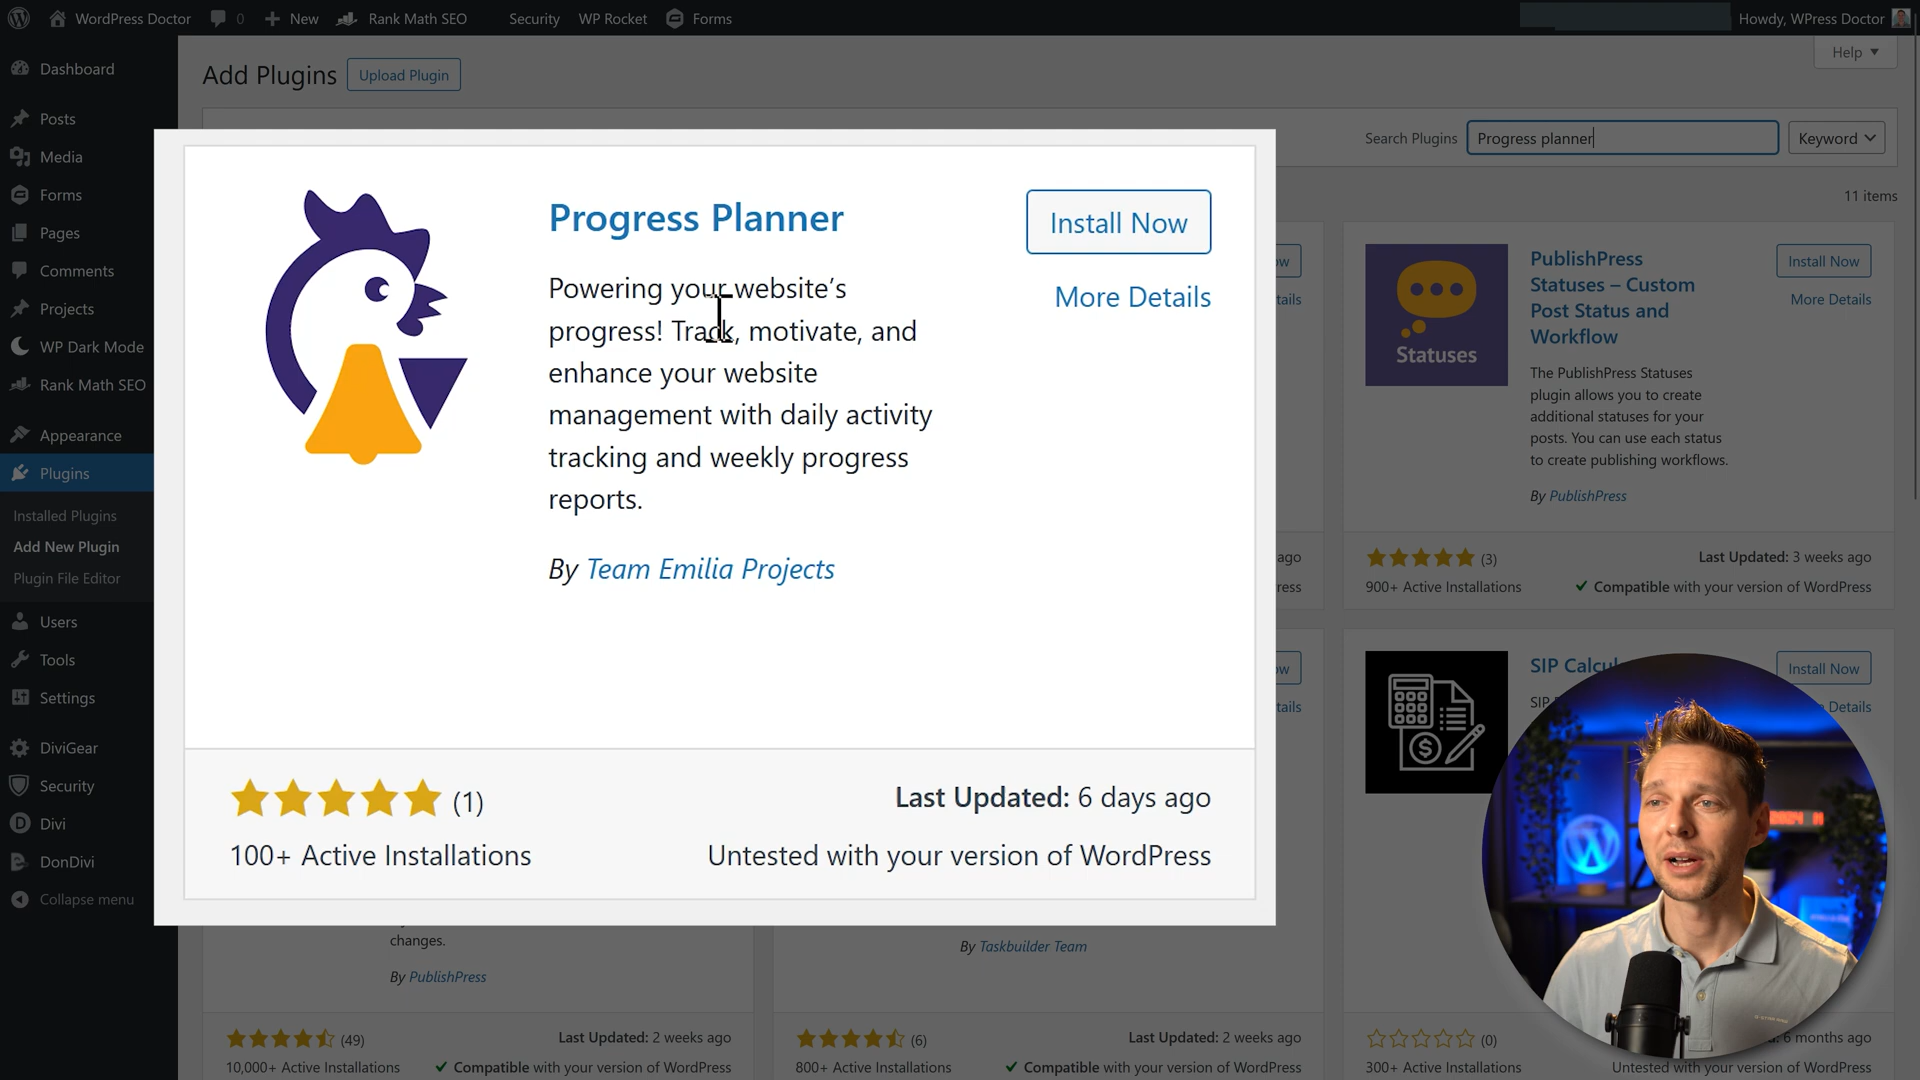 WordPress Doctor
0
New
Rank Math SEO
Security
WP Rocket
Forms
Howdy, WPress Doctor
Dashboard
Posts
Media
Forms
Pages
Comments
Projects
WP Dark Mode
Rank Math SEO
Appearance
Plugins
Installed Plugins
Add New Plugin
Plugin File Editor
Users
Tools
Settings
DiviGear
Security
Divi
DonDivi
Collapse menu
Help
Add Plugins
Upload Plugin
Search Plugins
Progress planner
Keyword
11 items
Progress Planner
Install Now
More Details
Powering your website's
progress! Track, motivate, and
enhance your website
management with daily activity
tracking and weekly progress
reports.
By Team Emilia Projects
(1)
Last Updated: 6 days ago
100+ Active Installations
Untested with your version of WordPress
Statuses
PublishPress
Statuses – Custom
Post Status and
Workflow
Install Now
More Details
The PublishPress Statuses
plugin allows you to create
additional statuses for your
posts. You can use each status
to create publishing workflows.
By PublishPress
ago
(3)
Last Updated: 3 weeks ago
900+ Active Installations
Compatible with your version of WordPress
SIP
Install Now
Details
SIP
changes.
By PublishPress
By Taskbuilder Team
(49)
Last Updated: 2 weeks ago
10,000+ Active Installations
Compatible with your version of WordPress
(6)
Last Updated: 2 weeks ago
800+ Active Installations
Compatible with your version of WordPress
(0)
6 months ago
300+ Active Installations
Untested with your version of WordPress